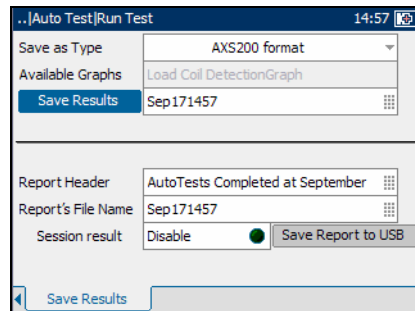 ..|Auto Test|Run Test 14:57
Save as Type AXS200 format
Available Graphs Load Coil DetectionGraph
Save Results Sep171457
Report Header AutoTests Completed at September
Report's File Name Sep171457
Session result Disable Save Report to USB
Save Results